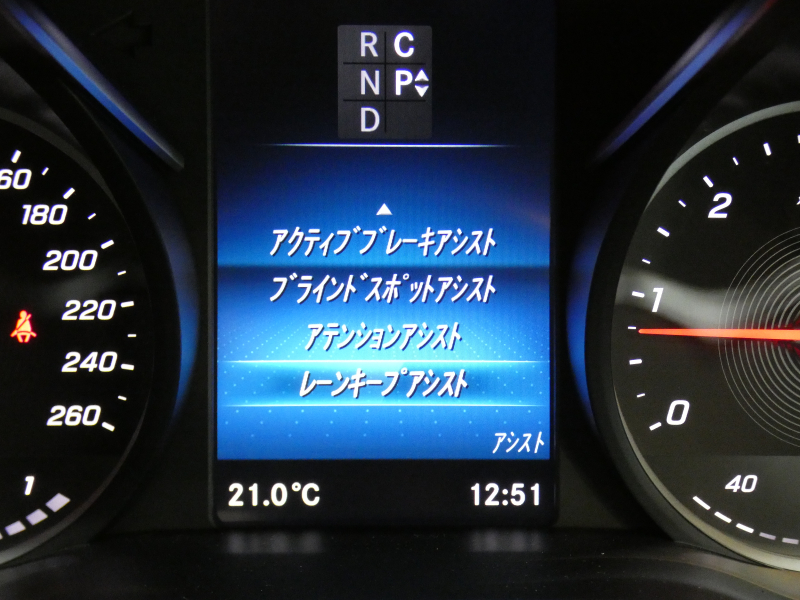 R C
N P
D
60
180
200
220
240
260
1
アクティブブレーキアシスト
ブラインドスポットアシスト
アテンションアシスト
レーンキープアシスト
アシスト
21.0°C
12:51
2
1
0
40